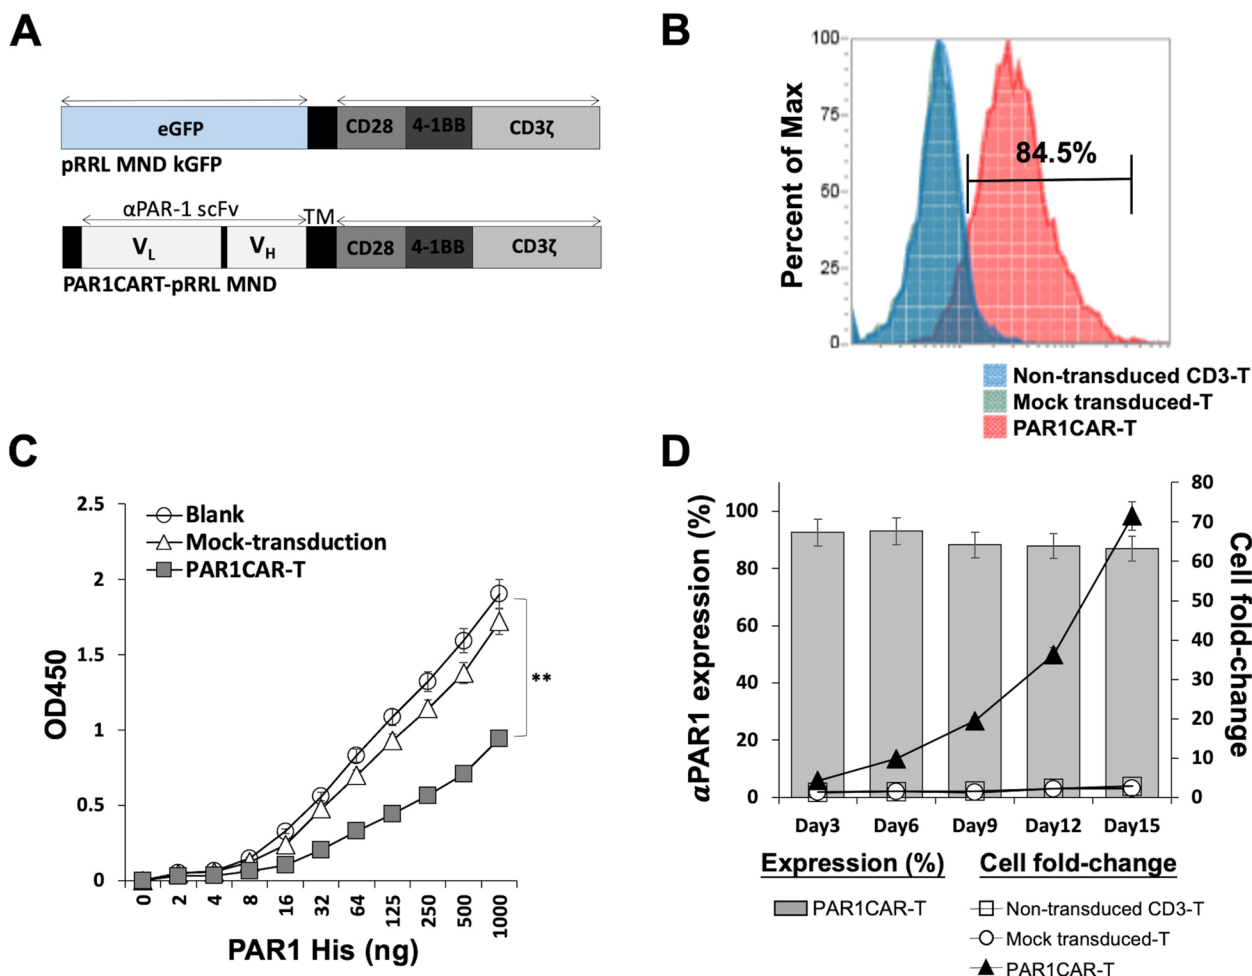 A
eGFP
CD28
4-1BB
CD3ζ
pRRL MND kGFP
αPAR-1 scFv
TM
VL
VH
CD28
4-1BB
CD3ζ
PAR1CART-pRRL MND
B
Percent of Max
100
75
50
25
0
84.5%
Non-transduced CD3-T
Mock transduced-T
PAR1CAR-T
C
OD450
2.5
2
1.5
1
0.5
0
Blank
Mock-transduction
PAR1CAR-T
**
0 2 4 8 16 32 64 125 250 500 1000
PAR1 His (ng)
D
αPAR1 expression (%)
100
80
60
40
20
0
80
70
60
50
40
30
20
10
0
Cell fold-change
Day3 Day6 Day9 Day12 Day15
Expression (%)
PAR1CAR-T
Cell fold-change
Non-transduced CD3-T
Mock transduced-T
PAR1CAR-T